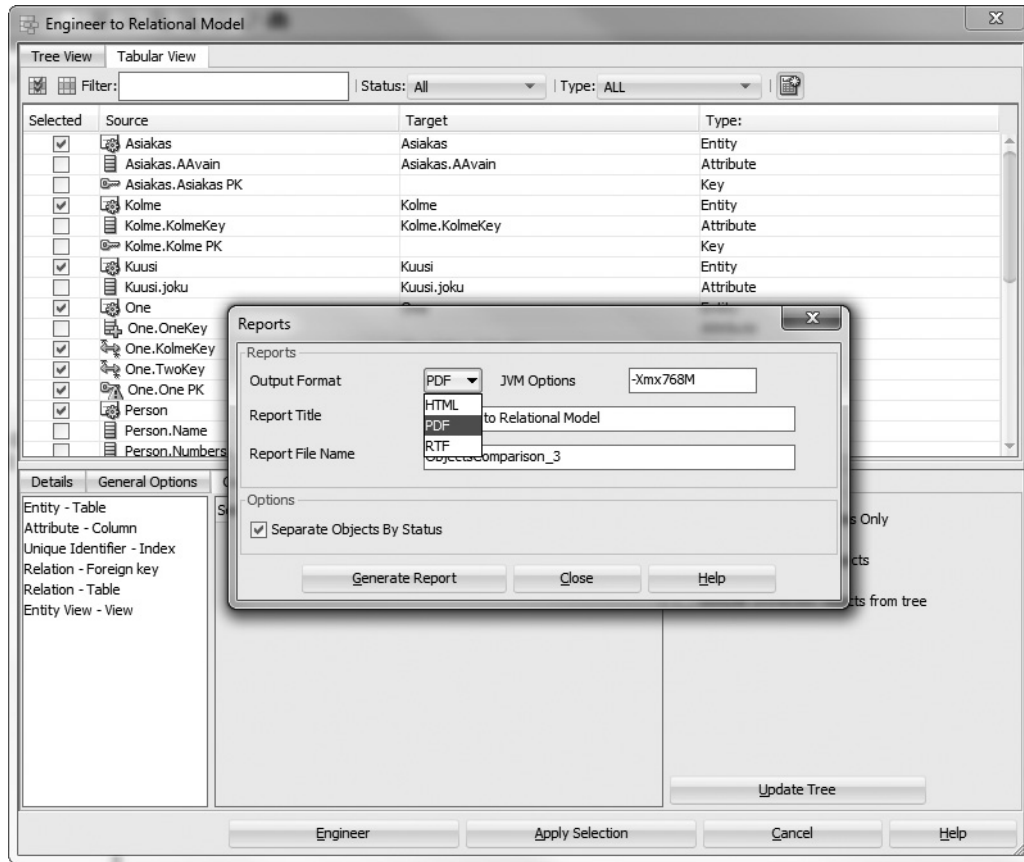 Engineer to Relational Model
Tree View Tabular View
Filter: Status: All Type: ALL
Selected Source Target Type:
Asiakas Asiakas Entity
Asiakas.AAvain Asiakas.AAvain Attribute
Asiakas.Asiakas PK Key
Kolme Kolme Entity
Kolme.KolmeKey Kolme.KolmeKey Attribute
Kolme.Kolme PK Key
Kuusi Kuusi Entity
Kuusi.joku Kuusi.joku Attribute
One
One.OneKey
One.KolmeKey
One.TwoKey
One.One PK
Person
Person.Name
Person.Numbers
Reports
Reports
Output Format PDF JVM Options -Xmx768M
HTML
PDF
RTF
Report Title to Relational Model
Report File Name ObjectsComparison_3
Options
Separate Objects By Status
Generate Report Close Help
Details General Options
Entity - Table
Attribute - Column
Unique Identifier - Index
Relation - Foreign key
Relation - Table
Entity View - View
s Only
cts
cts from tree
Update Tree
Engineer Apply Selection Cancel Help